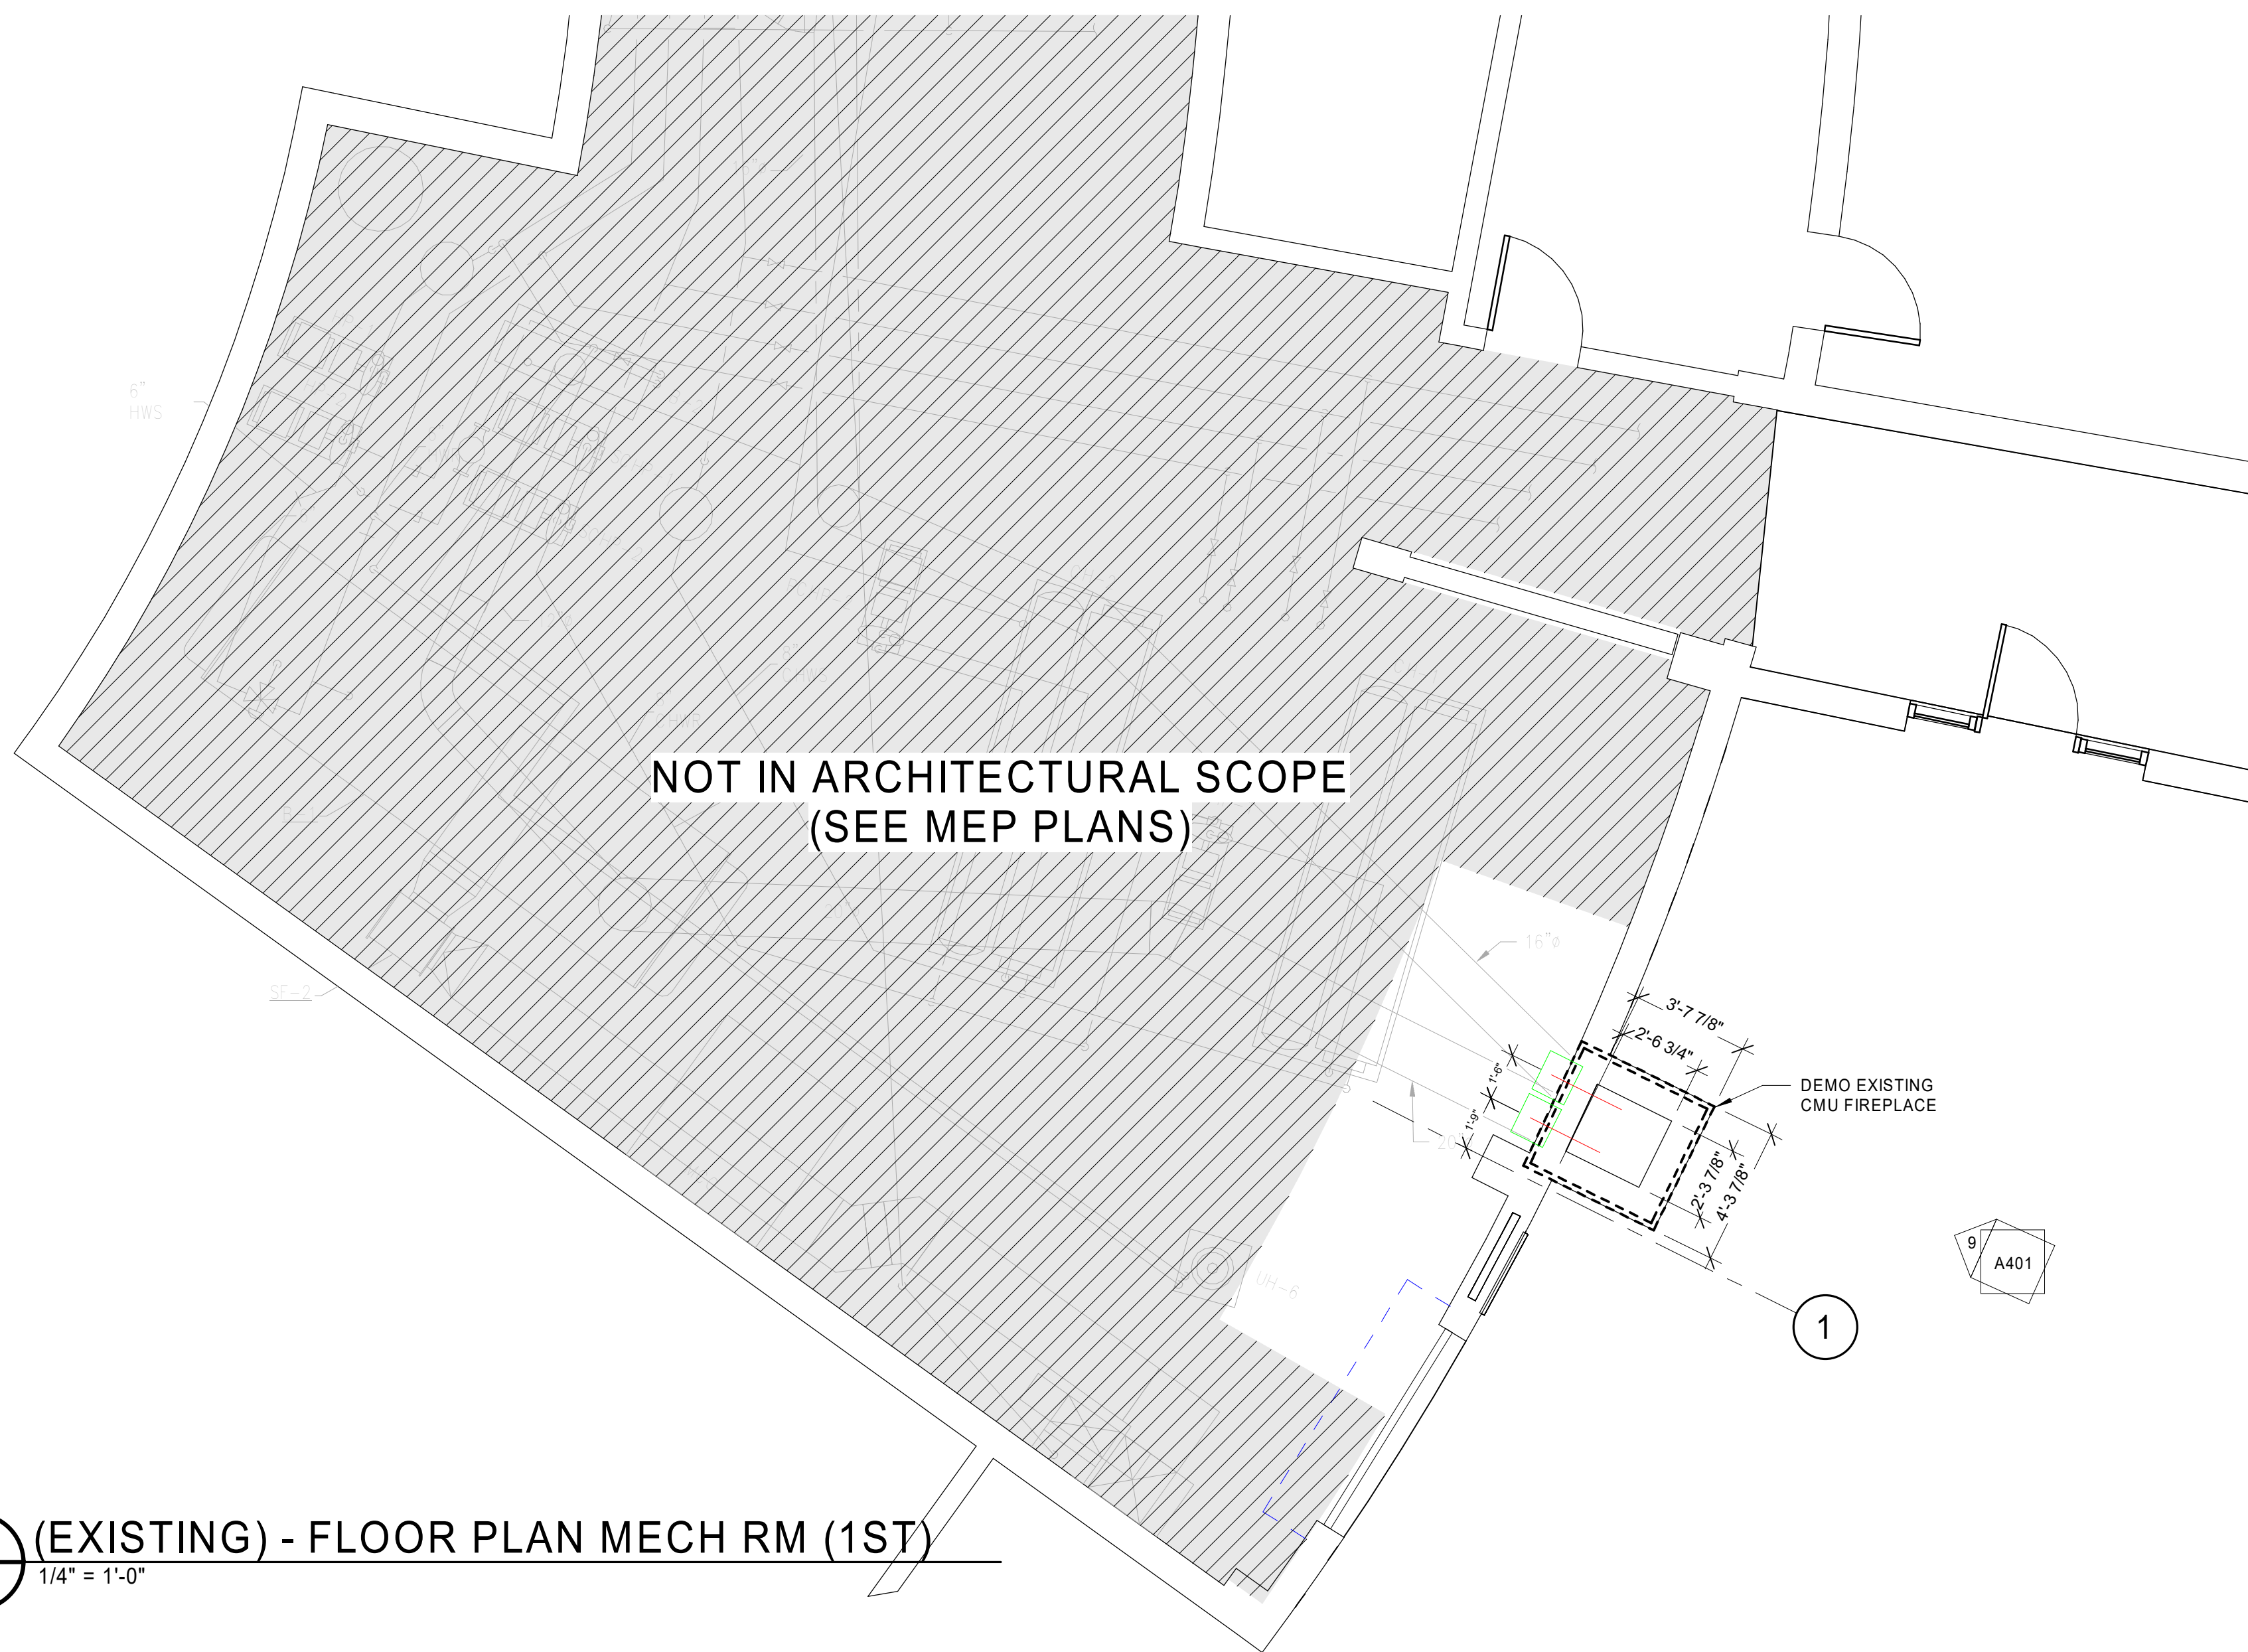 6"
HWS
NOT IN ARCHITECTURAL SCOPE
(SEE MEP PLANS)
16"ø
SF-2
3'-7 7/8"
2'-6 3/4"
1'-6"
1'-9"
DEMO EXISTING
CMU FIREPLACE
2'-3 7/8"
4'-3 7/8"
UH-6
9
A401
1
(EXISTING) - FLOOR PLAN MECH RM (1ST)
1/4" = 1'-0"